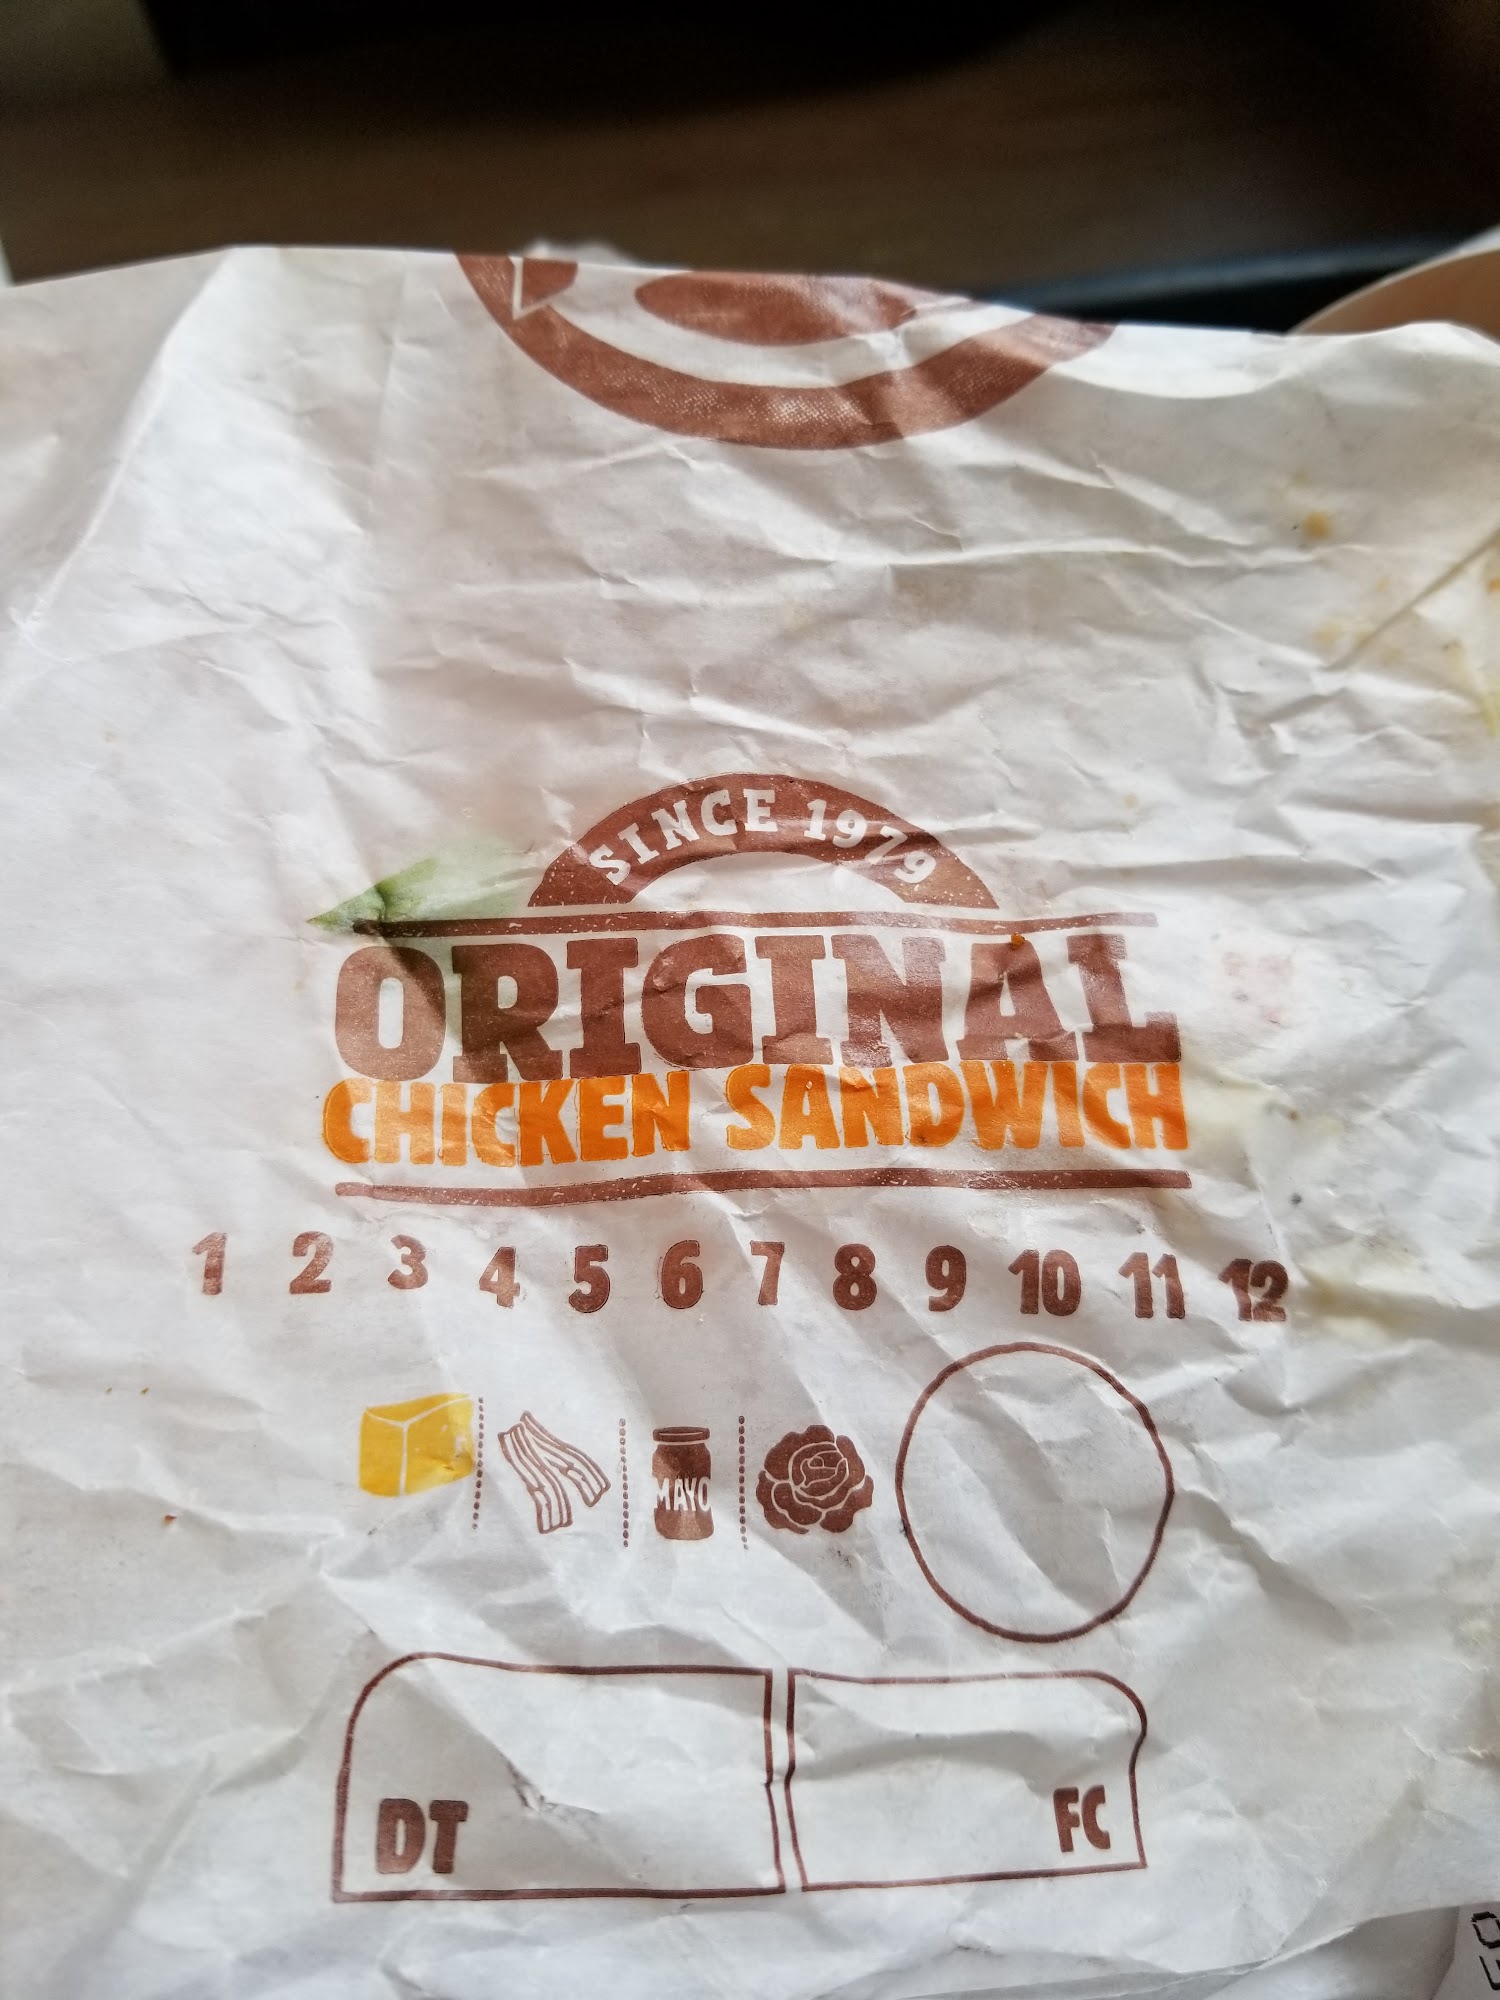 SINCE 1979
ORIGINAL
CHICKEN SANDWICH
1 2 3 4 5 6 7 8 9 10 11 12
MAYO
DT FC